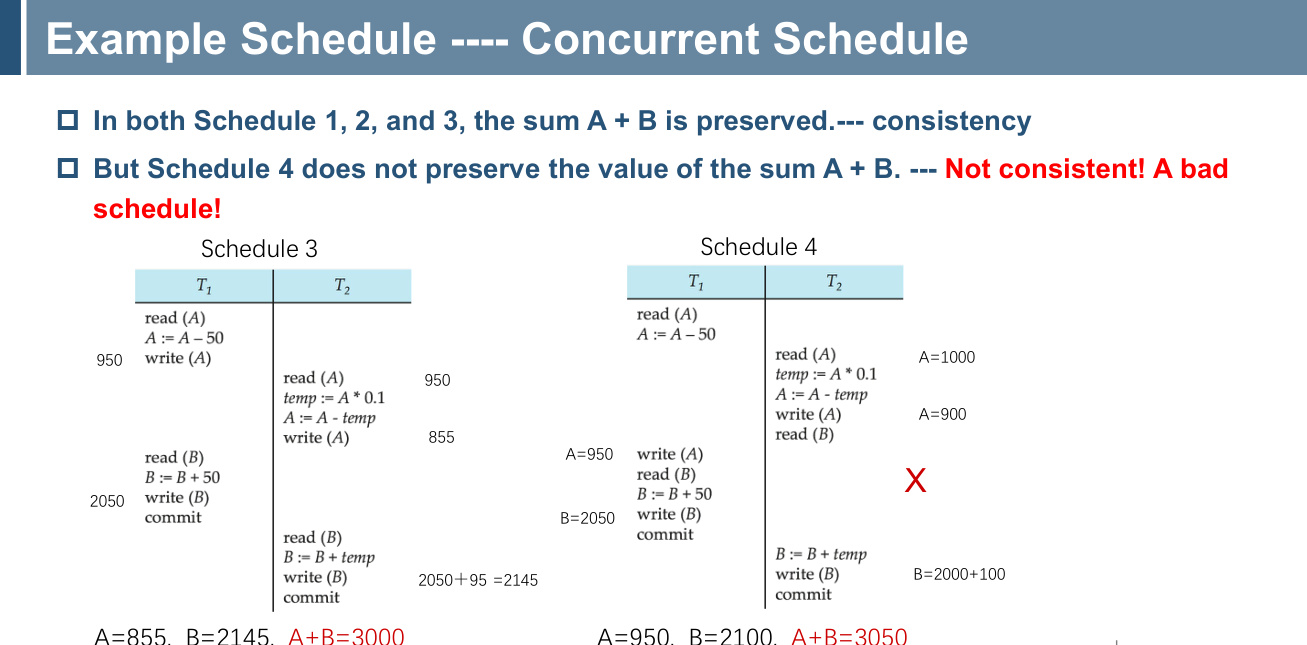 Example Schedule ---- Concurrent Schedule
In both Schedule 1, 2, and 3, the sum A + B is preserved.--- consistency
But Schedule 4 does not preserve the value of the sum A + B. --- Not consistent! A bad
schedule!
Schedule 3
T1 T2
read (A)
A := A – 50
950 write (A)
read (A) 950
temp := A * 0.1
A := A - temp
write (A) 855
read (B)
B := B + 50
2050 write (B)
commit
read (B)
B := B + temp
write (B) 2050+95 =2145
commit
A=855, B=2145, A+B=3000
Schedule 4
T1 T2
read (A)
A := A – 50
read (A) A=1000
temp := A * 0.1
A := A - temp
write (A) A=900
read (B)
A=950 write (A)
read (B) X
B := B + 50
B=2050 write (B)
commit
B := B + temp
write (B) B=2000+100
commit
A=950, B=2100, A+B=3050